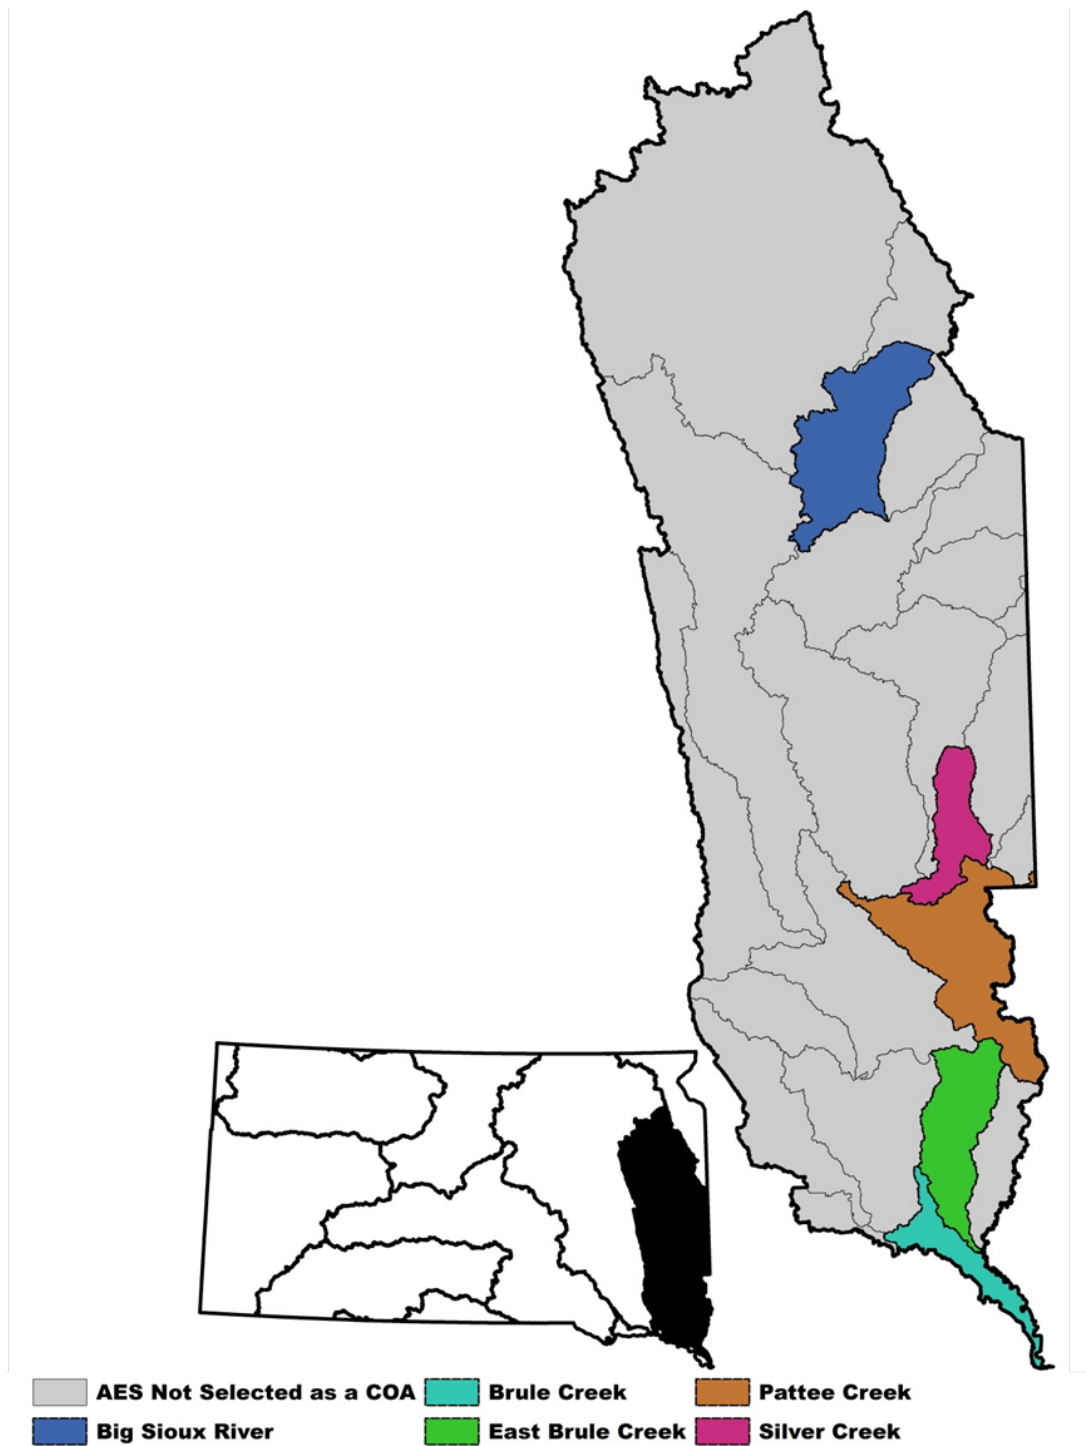 AES Not Selected as a COA
Brule Creek
Pattee Creek
Big Sioux River
East Brule Creek
Silver Creek